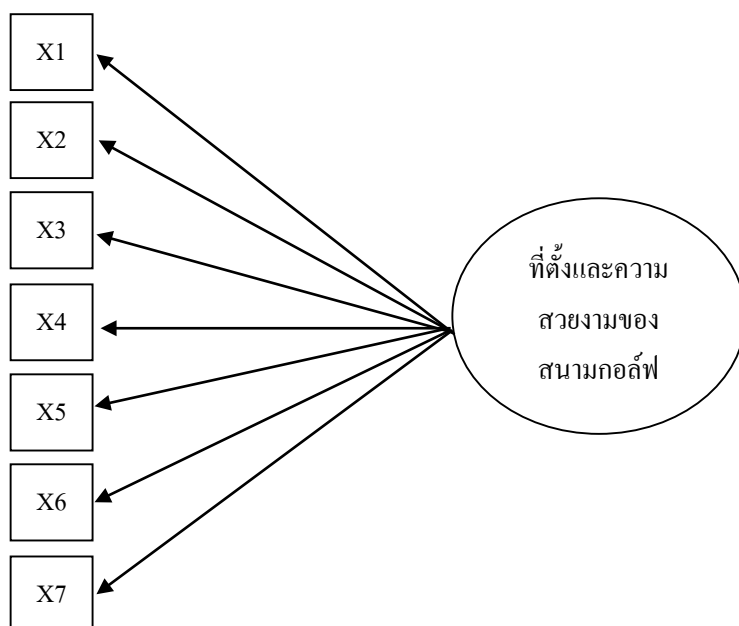 X1
X2
X3
X4
X5
X6
X7
ที่ตั้งและความ
สวยงามของ
สนามกอล์ฟ